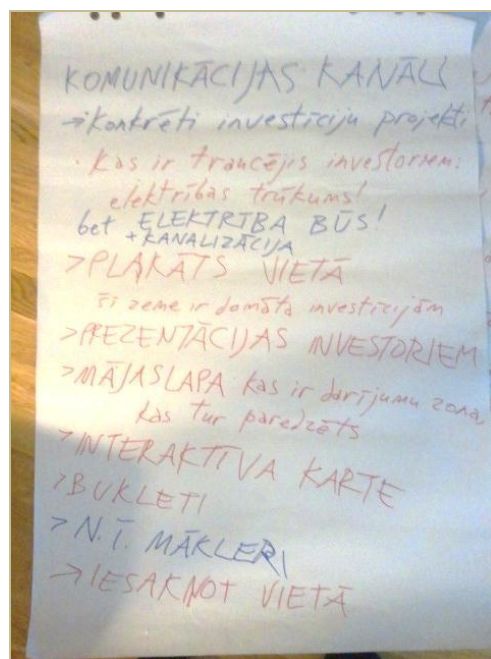 KOMUNIKĀCIJAS KANĀLI
→ Konkrēti investīciju projekti
· Kas ir traucējis investoriem:
elektrības trūkums!
bet ELEKTRĪBA BŪS!
+ KANALIZĀCIJA
> PLAKĀTS VIETĀ
šī zeme ir domāta investīcijām
> PREZENTĀCIJAS INVESTORIEM
> MĀJASLAPA kas ir darījumu zona,
kas tur paredzēts
> INTERAKTĪVA KARTE
> BUKLETI
> N.Ī. MĀKLERI
→ IESAKŅOT VIETĀ